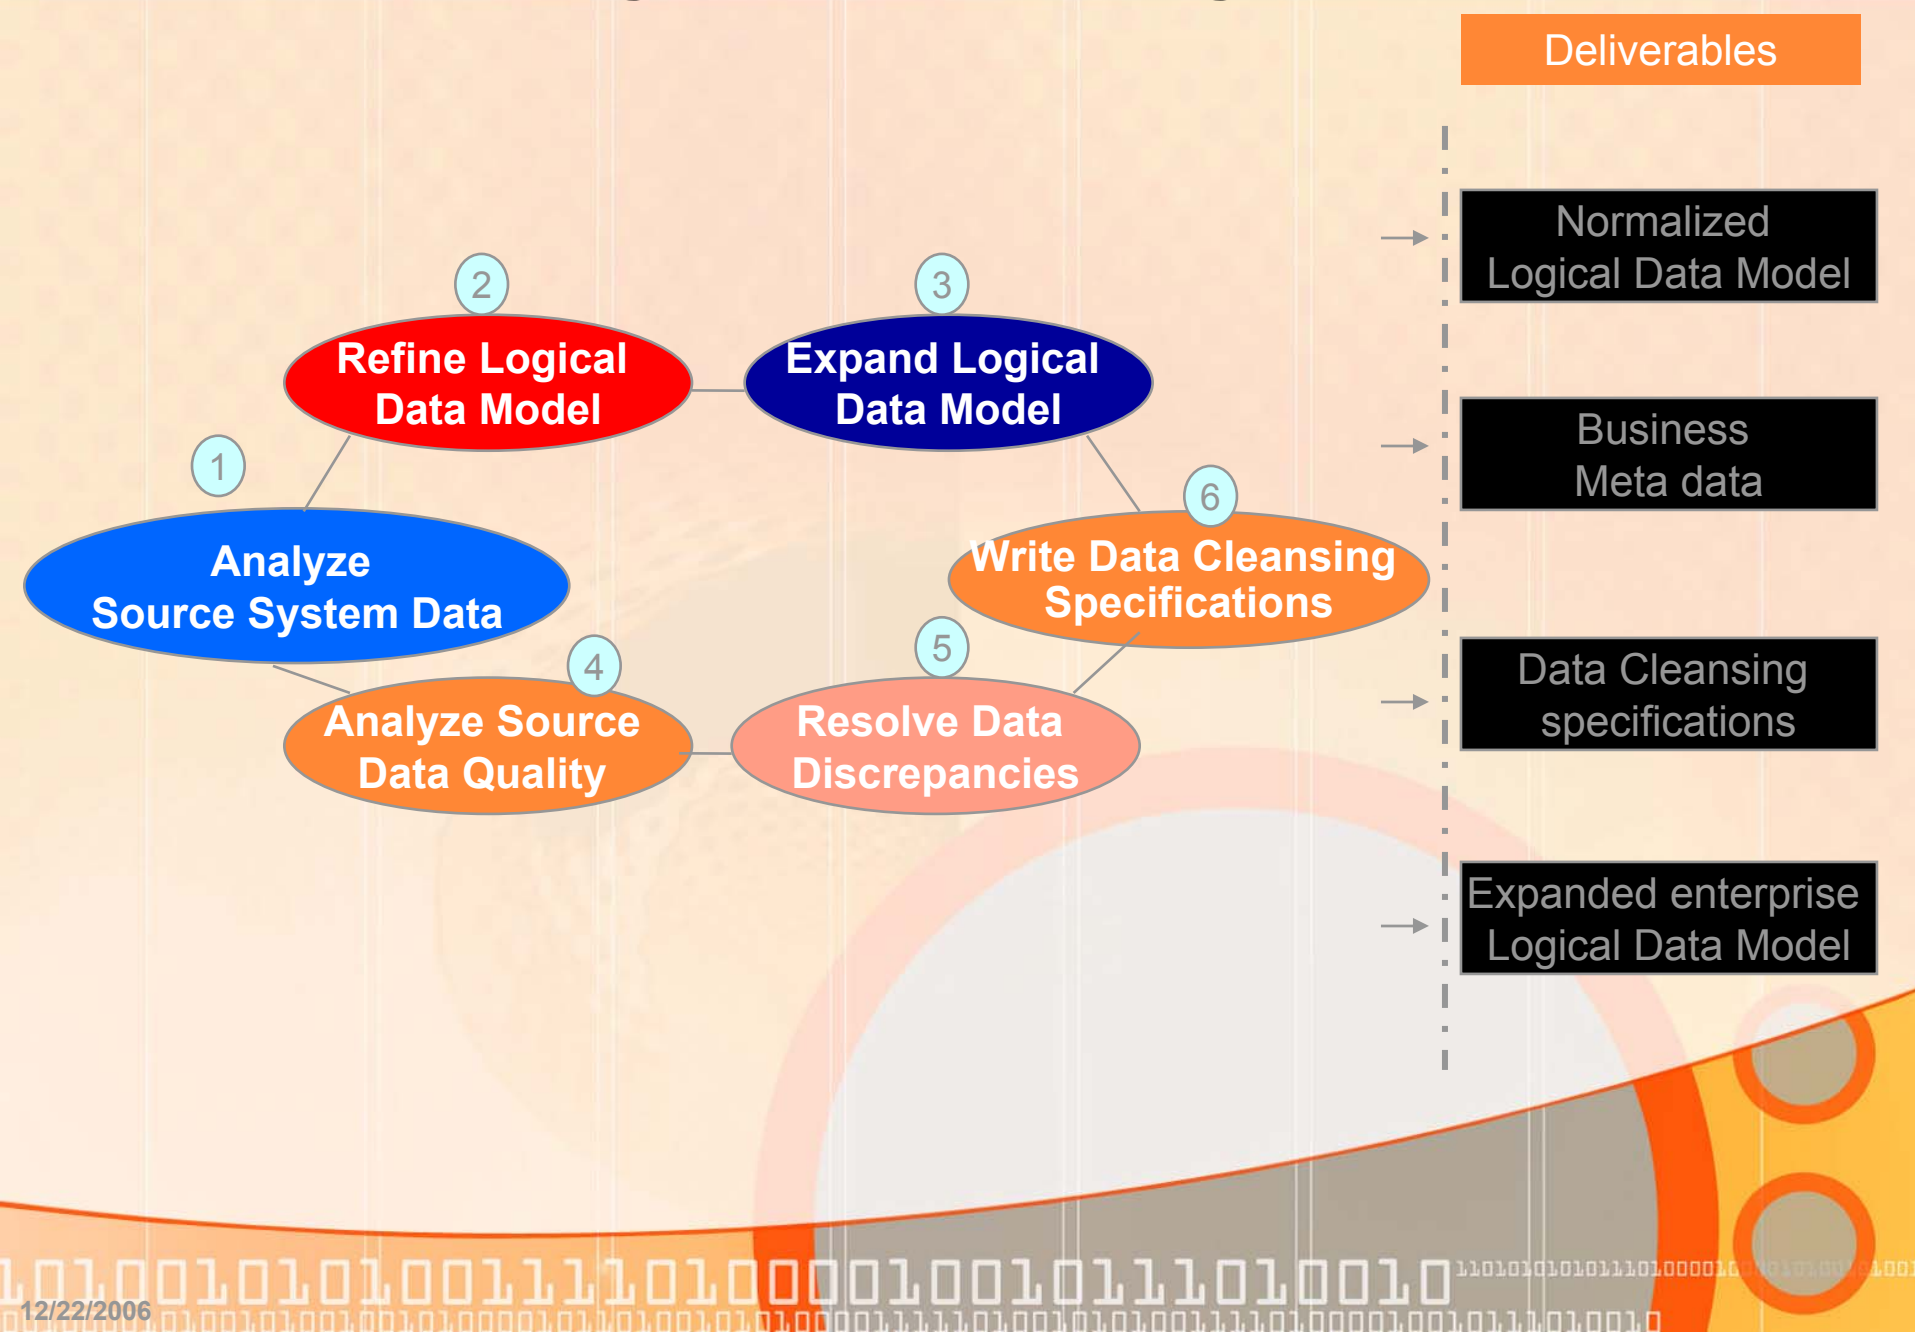 Deliverables
Normalized
Logical Data Model
2
3
Refine Logical
Data Model
Expand Logical
Data Model
Business
Meta data
1
6
Analyze
Source System Data
Write Data Cleansing
Specifications
4
5
Data Cleansing
specifications
Analyze Source
Data Quality
Resolve Data
Discrepancies
Expanded enterprise
Logical Data Model
12/22/2006